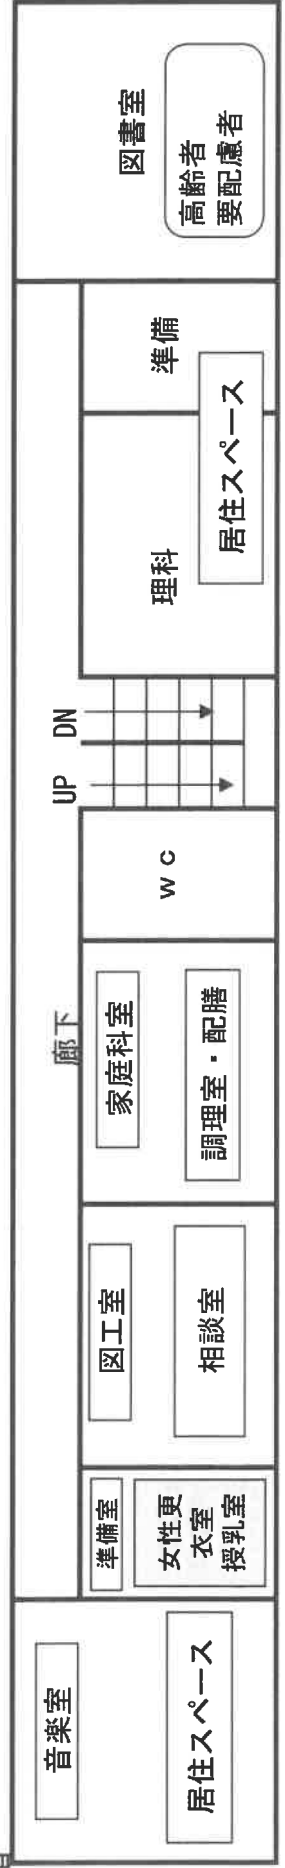 音楽室
居住スペース
準備室
女性更
衣室
授乳室
図工室
相談室
廊下
家庭科室
調理室・配膳
wc
UP
DN
理科
準備
居住スペース
図書室
高齢者
要配慮者